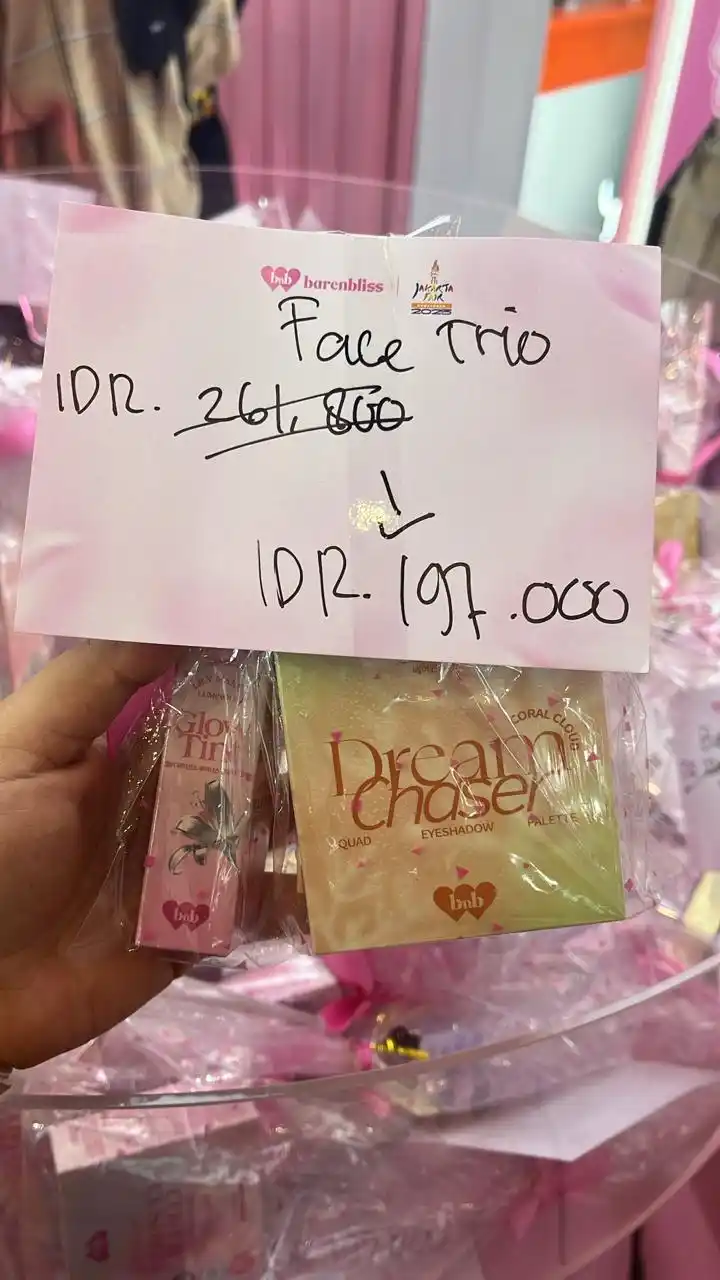 bnb barenbliss
JAKARTA FAIR
2025
Face Trio
IDR. 261,800
IDR. 197.000
Glow
Tint
bnb
CORAL CLOUD
Dream
Chaser
QUAD EYESHADOW PALETTE
bnb